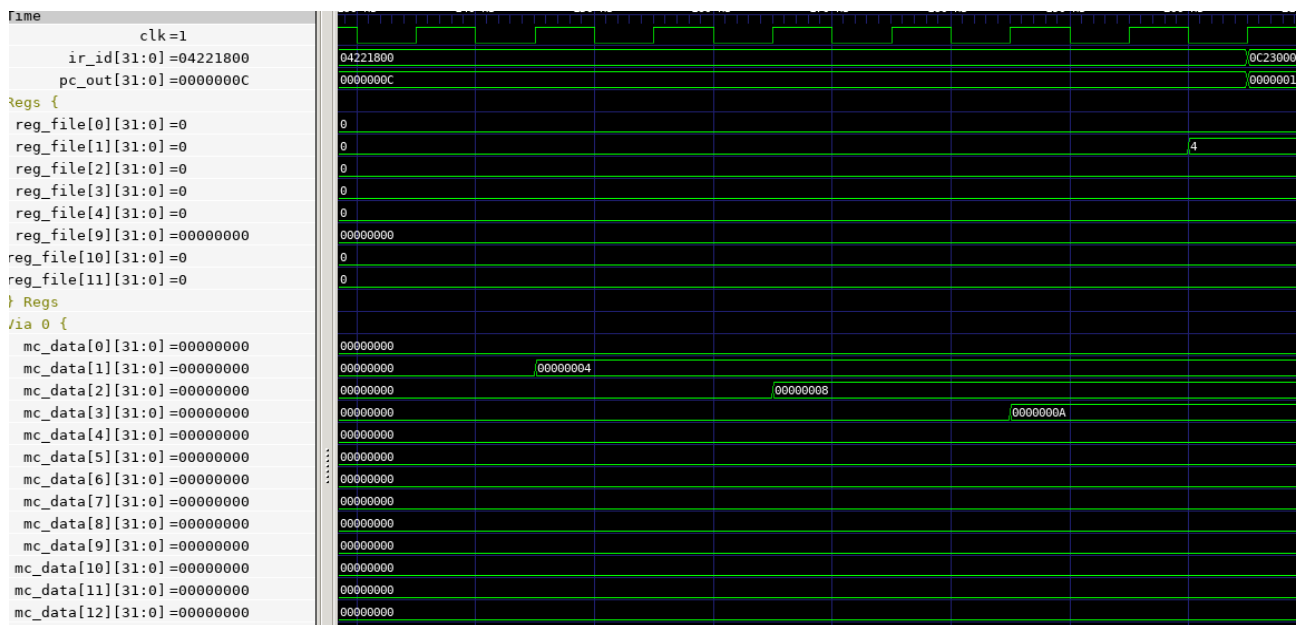 Time
clk =1
ir_id[31:0] =04221800 04221800 0C23000
pc_out[31:0] =0000000C 0000000C 0000001
Regs {
reg_file[0][31:0] =0 0
reg_file[1][31:0] =0 0 4
reg_file[2][31:0] =0 0
reg_file[3][31:0] =0 0
reg_file[4][31:0] =0 0
reg_file[9][31:0] =00000000 00000000
reg_file[10][31:0] =0 0
reg_file[11][31:0] =0 0
} Regs
Via 0 {
mc_data[0][31:0] =00000000 00000000
mc_data[1][31:0] =00000000 00000000 00000004
mc_data[2][31:0] =00000000 00000000 00000008
mc_data[3][31:0] =00000000 00000000 0000000A
mc_data[4][31:0] =00000000 00000000
mc_data[5][31:0] =00000000 00000000
mc_data[6][31:0] =00000000 00000000
mc_data[7][31:0] =00000000 00000000
mc_data[8][31:0] =00000000 00000000
mc_data[9][31:0] =00000000 00000000
mc_data[10][31:0] =00000000 00000000
mc_data[11][31:0] =00000000 00000000
mc_data[12][31:0] =00000000 00000000